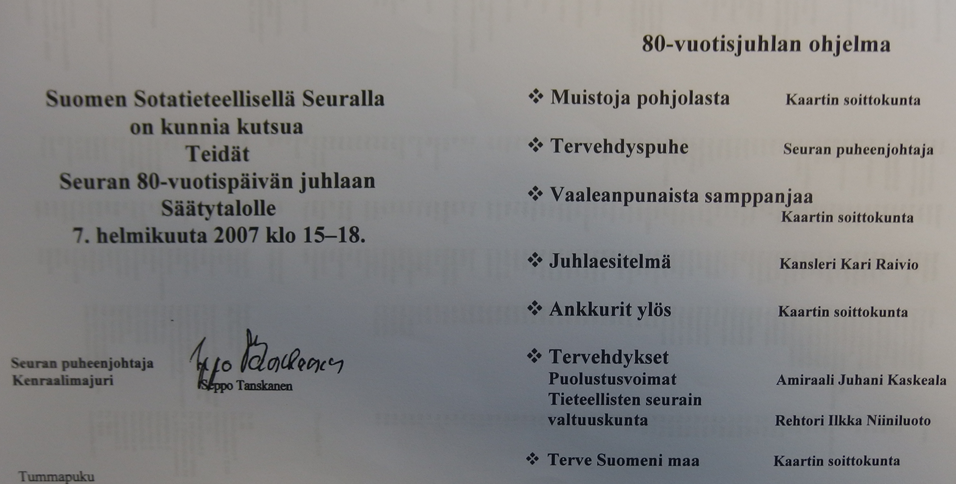 Suomen Sotatieteellisellä Seuralla
on kunnia kutsua
Teidät
Seuran 80-vuotispäivän juhlaan
Säätytalolle
7. helmikuuta 2007 klo 15–18.
Seuran puheenjohtaja
Kenraalimajuri
Seppo Tanskanen
Tummapuku
80-vuotisjuhlan ohjelma
❖ Muistoja pohjolasta Kaartin soittokunta
❖ Tervehdyspuhe Seuran puheenjohtaja
❖ Vaaleanpunaista samppanjaa
Kaartin soittokunta
❖ Juhlaesitelmä Kansleri Kari Raivio
❖ Ankkurit ylös Kaartin soittokunta
❖ Tervehdykset
Puolustusvoimat Amiraali Juhani Kaskeala
Tieteellisten seurain
valtuuskunta Rehtori Ilkka Niiniluoto
❖ Terve Suomeni maa Kaartin soittokunta